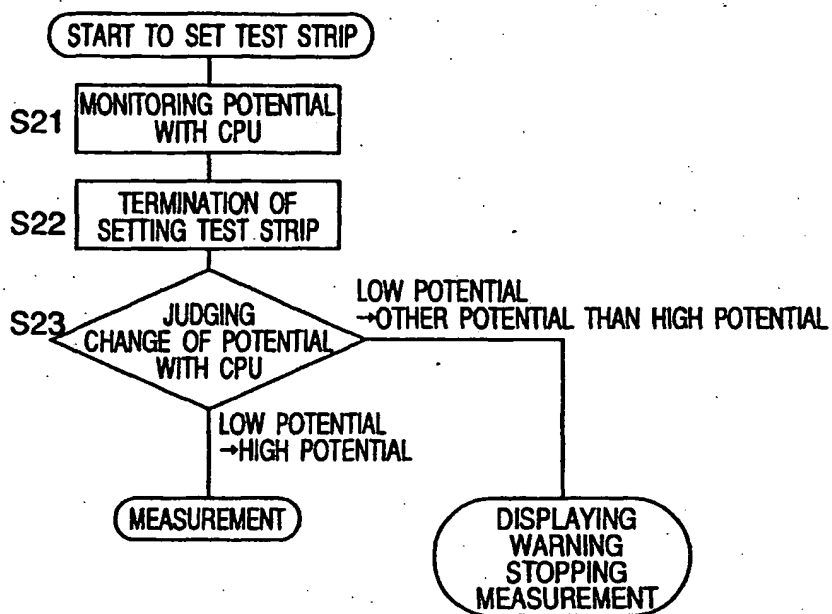 START TO SET TEST STRIP
S21
MONITORING POTENTIAL
WITH CPU
S22
TERMINATION OF
SETTING TEST STRIP
S23
JUDGING
CHANGE OF POTENTIAL
WITH CPU
LOW POTENTIAL
→OTHER POTENTIAL THAN HIGH POTENTIAL
LOW POTENTIAL
→HIGH POTENTIAL
MEASUREMENT
DISPLAYING
WARNING
STOPPING
MEASUREMENT